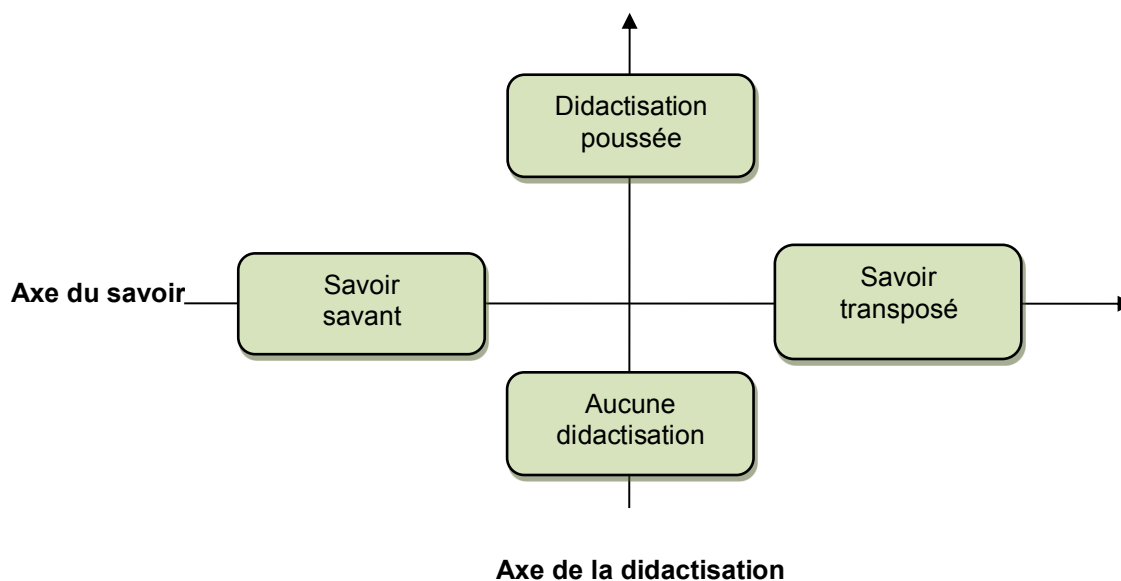 Didactisation
poussée
Axe du savoir
Savoir
savant
Savoir
transposé
Aucune
didactisation
Axe de la didactisation